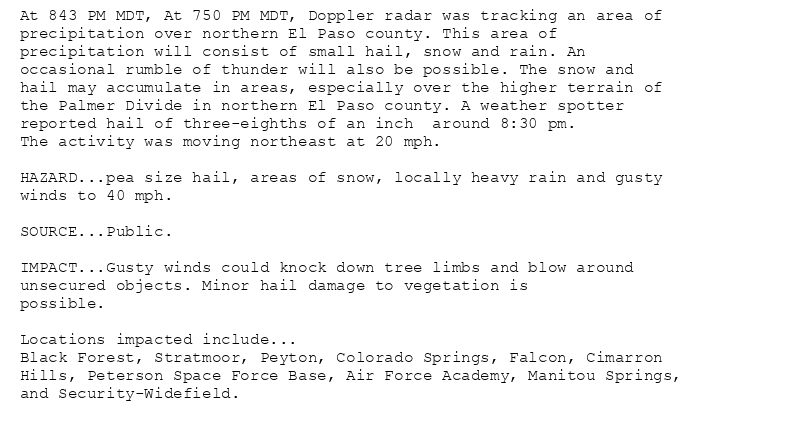 At 843 PM MDT, At 750 PM MDT, Doppler radar was tracking an area of
precipitation over northern El Paso county. This area of
precipitation will consist of small hail, snow and rain. An
occasional rumble of thunder will also be possible. The snow and
hail may accumulate in areas, especially over the higher terrain of
the Palmer Divide in northern El Paso county. A weather spotter
reported hail of three-eighths of an inch  around 8:30 pm.
The activity was moving northeast at 20 mph.

HAZARD...pea size hail, areas of snow, locally heavy rain and gusty
winds to 40 mph.

SOURCE...Public.

IMPACT...Gusty winds could knock down tree limbs and blow around
unsecured objects. Minor hail damage to vegetation is
possible.

Locations impacted include...
Black Forest, Stratmoor, Peyton, Colorado Springs, Falcon, Cimarron
Hills, Peterson Space Force Base, Air Force Academy, Manitou Springs,
and Security-Widefield.